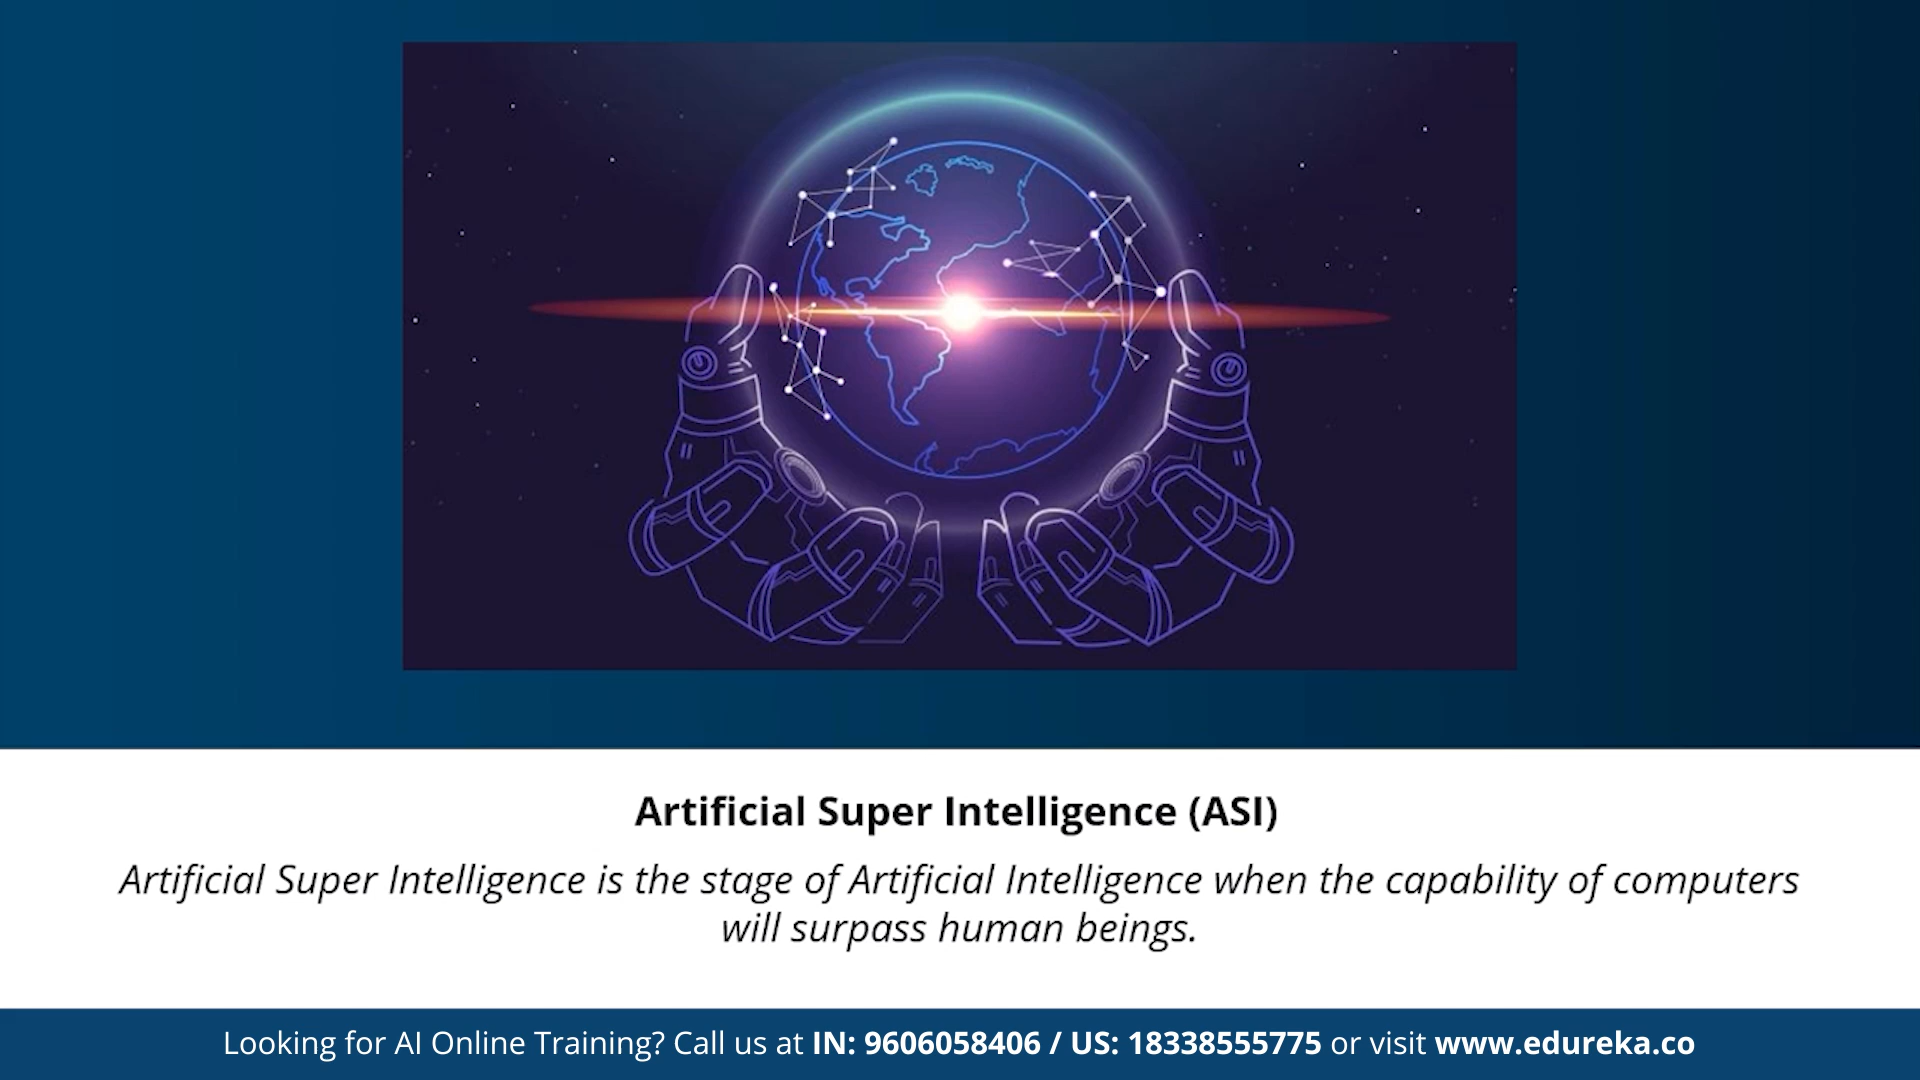 Artificial Super Intelligence (ASI)
Artificial Super Intelligence is the stage of Artificial Intelligence when the capability of computers
will surpass human beings.
Looking for AI Online Training? Call us at IN: 9606058406 / US: 18338555775 or visit www.edureka.co